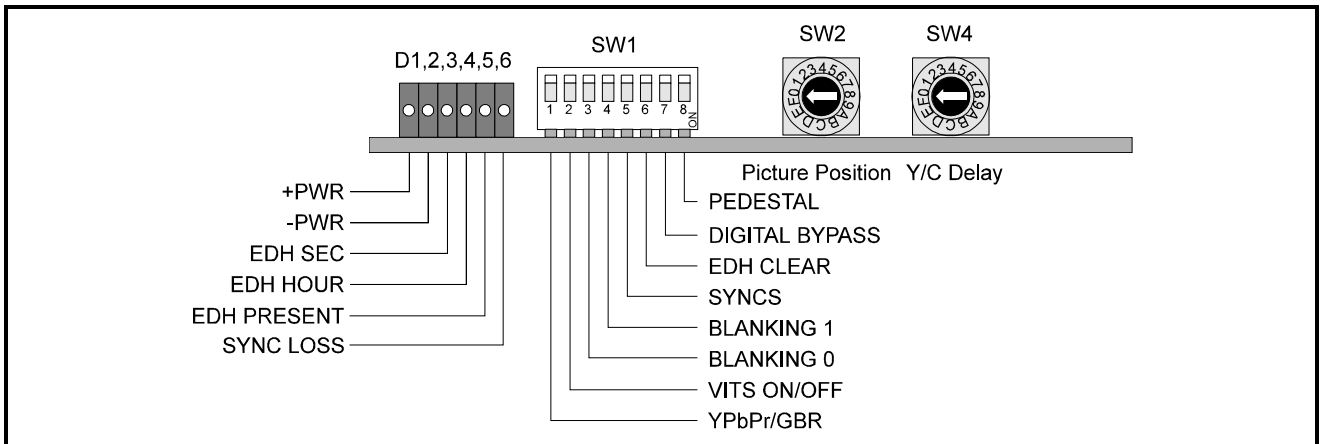 D1,2,3,4,5,6
SW1
SW2
SW4
1 2 3 4 5 6 7 8
ON
0123456789ABCDEF
0123456789ABCDEF
Picture Position
Y/C Delay
+PWR
-PWR
EDH SEC
EDH HOUR
EDH PRESENT
SYNC LOSS
PEDESTAL
DIGITAL BYPASS
EDH CLEAR
SYNCS
BLANKING 1
BLANKING 0
VITS ON/OFF
YPbPr/GBR